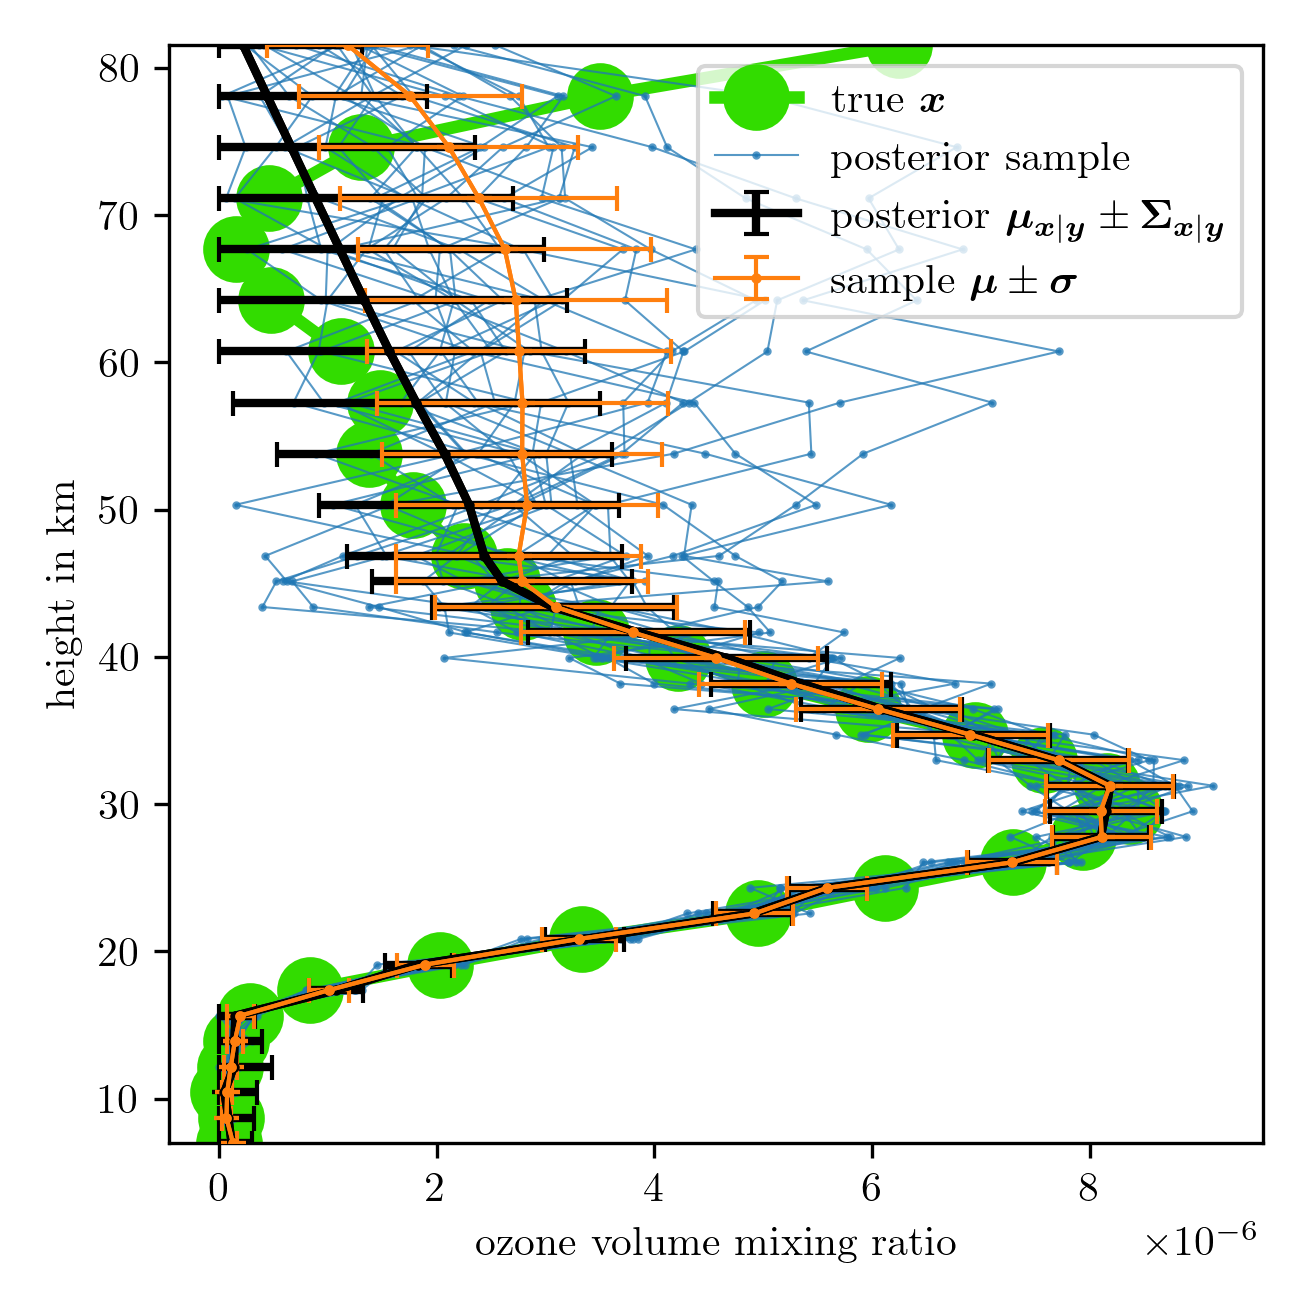 80
70
60
50
40
30
20
10
height in km
true x
posterior sample
posterior μₓ|ᵧ ± Σₓ|ᵧ
sample μ ± σ
0 2 4 6 8
ozone volume mixing ratio ×10⁻⁶